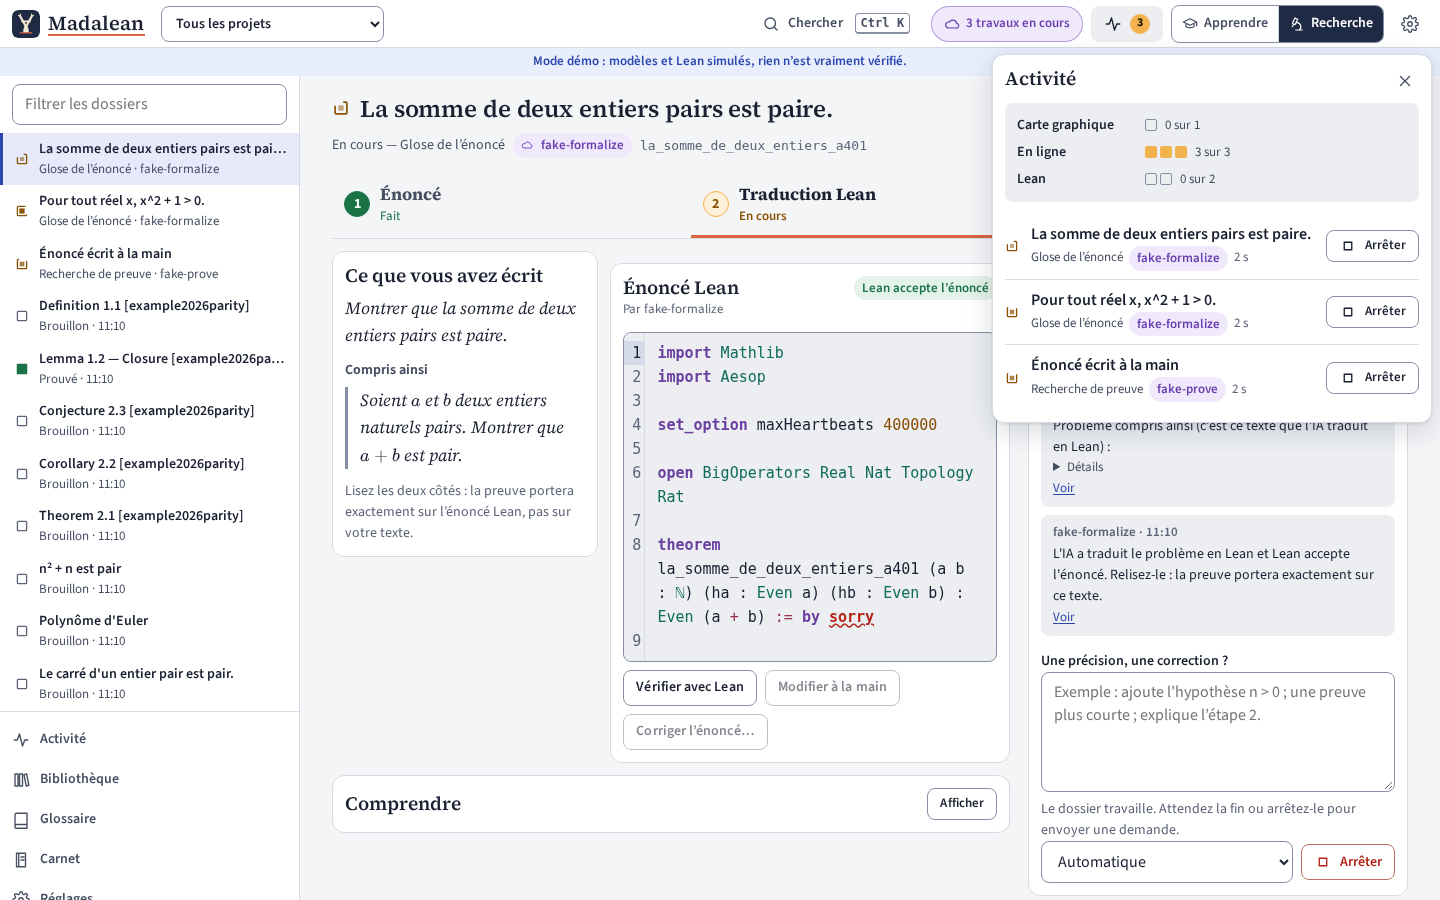 Madalean
Tous les projets
Chercher
Ctrl K
3 travaux en cours
3
Apprendre
Recherche
Mode démo : modèles et Lean simulés, rien n’est vraiment vérifié.
Filtrer les dossiers
La somme de deux entiers pairs est pai…
Glose de l’énoncé · fake-formalize
Pour tout réel x, x^2 + 1 > 0.
Glose de l’énoncé · fake-formalize
Énoncé écrit à la main
Recherche de preuve · fake-prove
Definition 1.1 [example2026parity]
Brouillon · 11:10
Lemma 1.2 — Closure [example2026pa…
Prouvé · 11:10
Conjecture 2.3 [example2026parity]
Brouillon · 11:10
Corollary 2.2 [example2026parity]
Brouillon · 11:10
Theorem 2.1 [example2026parity]
Brouillon · 11:10
n² + n est pair
Brouillon · 11:10
Polynôme d'Euler
Brouillon · 11:10
Le carré d'un entier pair est pair.
Brouillon · 11:10
Activité
Bibliothèque
Glossaire
Carnet
Réglages
La somme de deux entiers pairs est paire.
En cours — Glose de l’énoncé
fake-formalize
la_somme_de_deux_entiers_a401
1
Énoncé
Fait
2
Traduction Lean
En cours
Ce que vous avez écrit
Montrer que la somme de deux
entiers pairs est paire.
Compris ainsi
Soient a et b deux entiers
naturels pairs. Montrer que
a + b est pair.
Lisez les deux côtés : la preuve portera
exactement sur l’énoncé Lean, pas sur
votre texte.
Énoncé Lean
Lean accepte l’énoncé
Par fake-formalize
1 import Mathlib
2 import Aesop
3
4 set_option maxHeartbeats 400000
5
6 open BigOperators Real Nat Topology
Rat
7
8 theorem
la_somme_de_deux_entiers_a401 (a b
: ℕ) (ha : Even a) (hb : Even b) :
Even (a + b) := by sorry
9
Vérifier avec Lean
Modifier à la main
Corriger l’énoncé…
Comprendre
Afficher
Activité
Carte graphique
0 sur 1
En ligne
3 sur 3
Lean
0 sur 2
La somme de deux entiers pairs est paire.
Glose de l’énoncé
fake-formalize
2 s
Arrêter
Pour tout réel x, x^2 + 1 > 0.
Glose de l’énoncé
fake-formalize
2 s
Arrêter
Énoncé écrit à la main
Recherche de preuve
fake-prove
2 s
Arrêter
Problème compris ainsi (c’est ce texte que l’IA traduit
en Lean) :
Détails
Voir
fake-formalize · 11:10
L'IA a traduit le problème en Lean et Lean accepte
l'énoncé. Relisez-le : la preuve portera exactement sur
ce texte.
Voir
Une précision, une correction ?
Exemple : ajoute l’hypothèse n > 0 ; une preuve
plus courte ; explique l’étape 2.
Le dossier travaille. Attendez la fin ou arrêtez-le pour
envoyer une demande.
Automatique
Arrêter